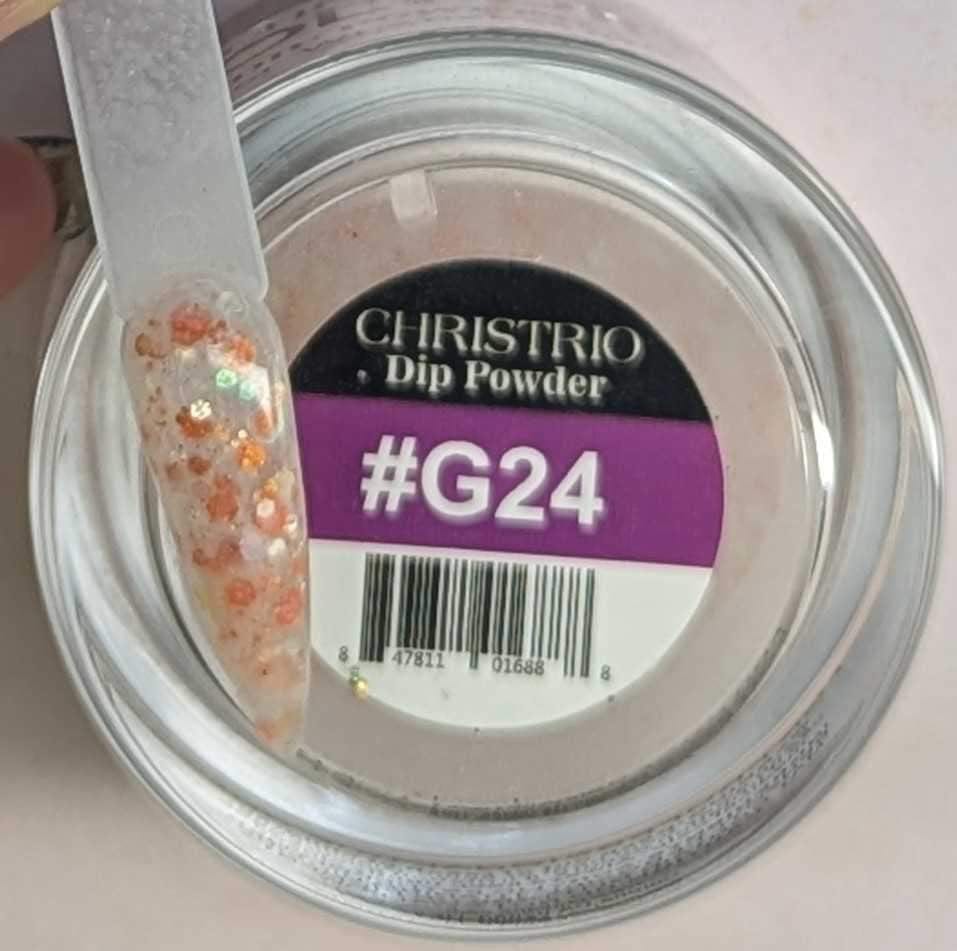 CHRISTRIO
Dip Powder
#G24
8 47811 01688 8